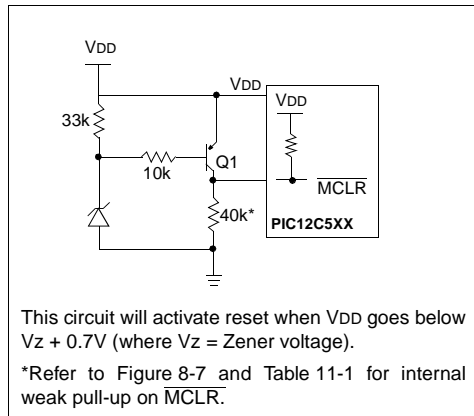 VDD
VDD
VDD
33k
Q1
10k
MCLR
40k*
PIC12C5XX
This circuit will activate reset when VDD goes below
Vz + 0.7V (where Vz = Zener voltage).
*Refer to Figure 8-7 and Table 11-1 for internal
weak pull-up on MCLR.